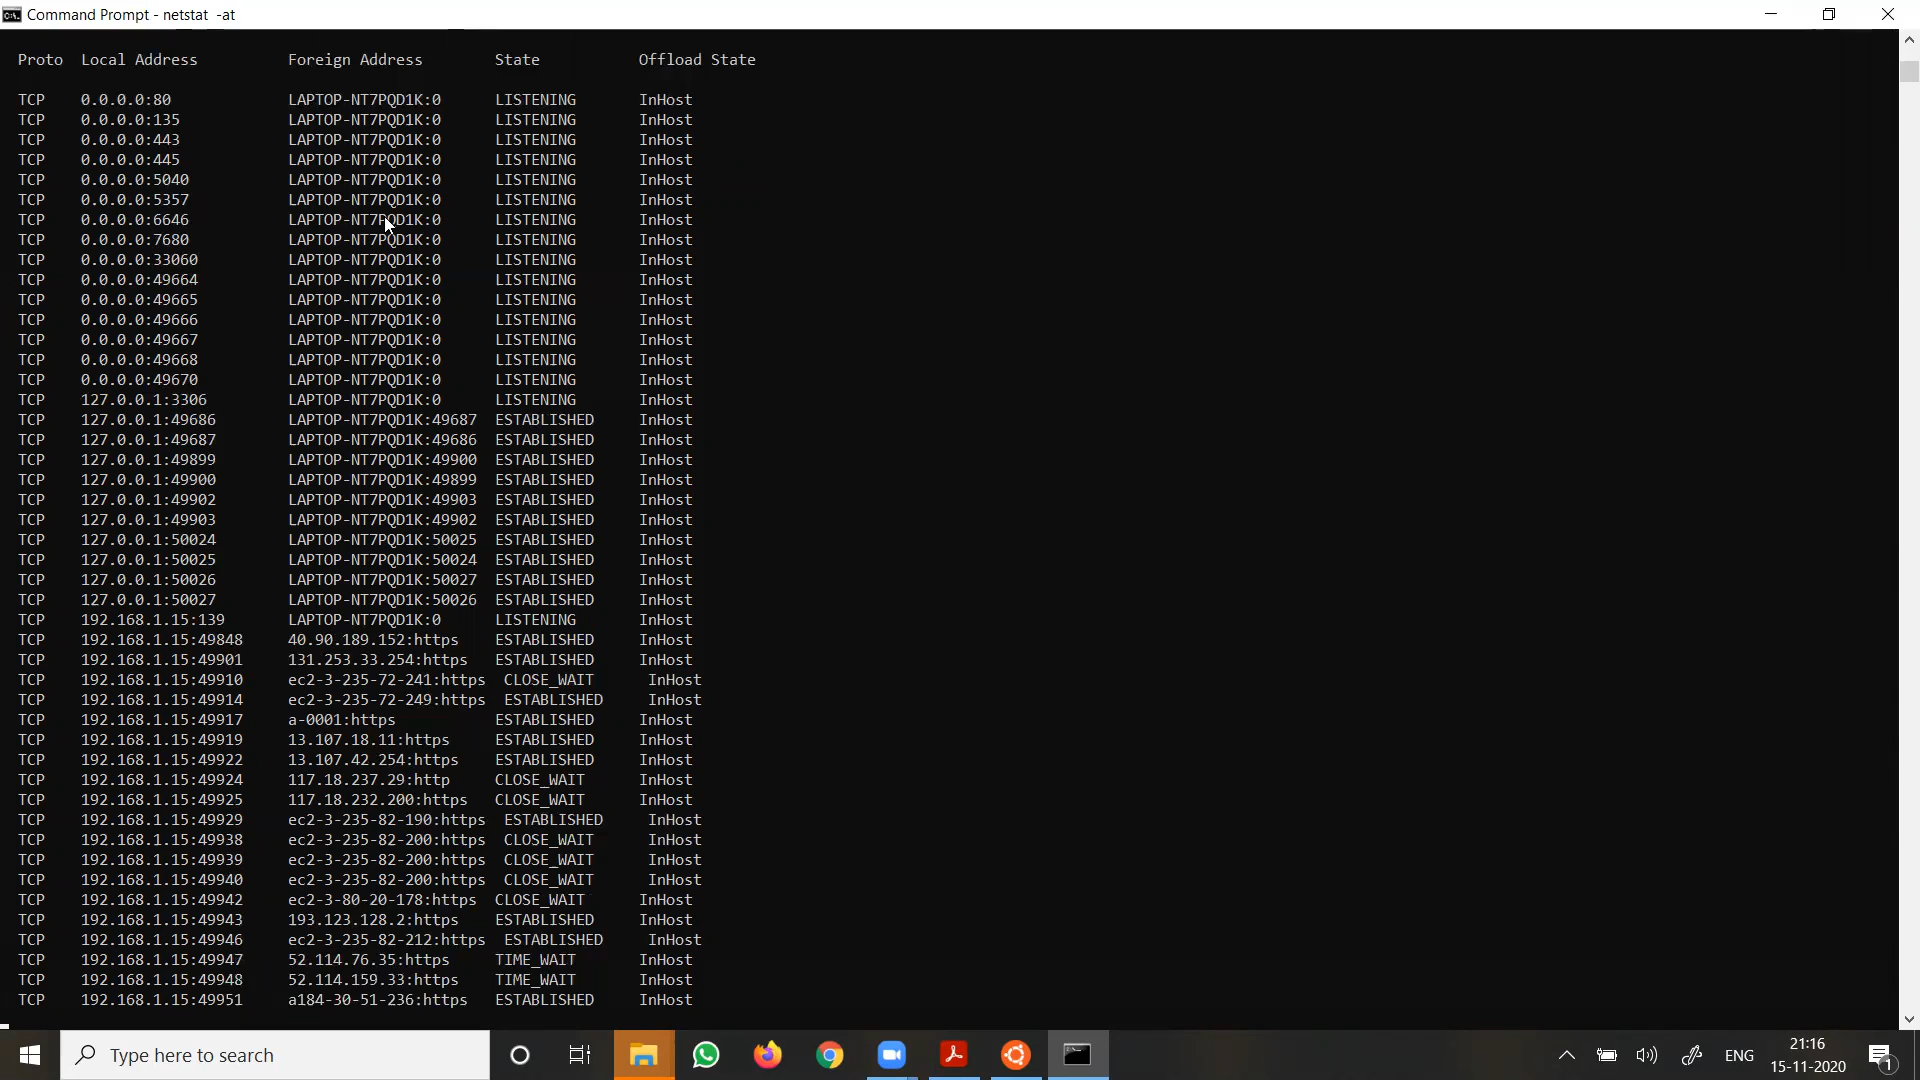 Command Prompt - netstat  -at
Proto  Local Address          Foreign Address        State           Offload State
TCP    0.0.0.0:80             LAPTOP-NT7PQD1K:0      LISTENING       InHost
TCP    0.0.0.0:135            LAPTOP-NT7PQD1K:0      LISTENING       InHost
TCP    0.0.0.0:443            LAPTOP-NT7PQD1K:0      LISTENING       InHost
TCP    0.0.0.0:445            LAPTOP-NT7PQD1K:0      LISTENING       InHost
TCP    0.0.0.0:5040           LAPTOP-NT7PQD1K:0      LISTENING       InHost
TCP    0.0.0.0:5357           LAPTOP-NT7PQD1K:0      LISTENING       InHost
TCP    0.0.0.0:6646           LAPTOP-NT7PQD1K:0      LISTENING       InHost
TCP    0.0.0.0:7680           LAPTOP-NT7PQD1K:0      LISTENING       InHost
TCP    0.0.0.0:33060          LAPTOP-NT7PQD1K:0      LISTENING       InHost
TCP    0.0.0.0:49664          LAPTOP-NT7PQD1K:0      LISTENING       InHost
TCP    0.0.0.0:49665          LAPTOP-NT7PQD1K:0      LISTENING       InHost
TCP    0.0.0.0:49666          LAPTOP-NT7PQD1K:0      LISTENING       InHost
TCP    0.0.0.0:49667          LAPTOP-NT7PQD1K:0      LISTENING       InHost
TCP    0.0.0.0:49668          LAPTOP-NT7PQD1K:0      LISTENING       InHost
TCP    0.0.0.0:49670          LAPTOP-NT7PQD1K:0      LISTENING       InHost
TCP    127.0.0.1:3306         LAPTOP-NT7PQD1K:0      LISTENING       InHost
TCP    127.0.0.1:49686        LAPTOP-NT7PQD1K:49687  ESTABLISHED     InHost
TCP    127.0.0.1:49687        LAPTOP-NT7PQD1K:49686  ESTABLISHED     InHost
TCP    127.0.0.1:49899        LAPTOP-NT7PQD1K:49900  ESTABLISHED     InHost
TCP    127.0.0.1:49900        LAPTOP-NT7PQD1K:49899  ESTABLISHED     InHost
TCP    127.0.0.1:49902        LAPTOP-NT7PQD1K:49903  ESTABLISHED     InHost
TCP    127.0.0.1:49903        LAPTOP-NT7PQD1K:49902  ESTABLISHED     InHost
TCP    127.0.0.1:50024        LAPTOP-NT7PQD1K:50025  ESTABLISHED     InHost
TCP    127.0.0.1:50025        LAPTOP-NT7PQD1K:50024  ESTABLISHED     InHost
TCP    127.0.0.1:50026        LAPTOP-NT7PQD1K:50027  ESTABLISHED     InHost
TCP    127.0.0.1:50027        LAPTOP-NT7PQD1K:50026  ESTABLISHED     InHost
TCP    192.168.1.15:139       LAPTOP-NT7PQD1K:0      LISTENING       InHost
TCP    192.168.1.15:49848     40.90.189.152:https    ESTABLISHED     InHost
TCP    192.168.1.15:49901     131.253.33.254:https   ESTABLISHED     InHost
TCP    192.168.1.15:49910     ec2-3-235-72-241:https  CLOSE_WAIT      InHost
TCP    192.168.1.15:49914     ec2-3-235-72-249:https  ESTABLISHED     InHost
TCP    192.168.1.15:49917     a-0001:https           ESTABLISHED     InHost
TCP    192.168.1.15:49919     13.107.18.11:https     ESTABLISHED     InHost
TCP    192.168.1.15:49922     13.107.42.254:https    ESTABLISHED     InHost
TCP    192.168.1.15:49924     117.18.237.29:http     CLOSE_WAIT      InHost
TCP    192.168.1.15:49925     117.18.232.200:https   CLOSE_WAIT      InHost
TCP    192.168.1.15:49929     ec2-3-235-82-190:https  ESTABLISHED     InHost
TCP    192.168.1.15:49938     ec2-3-235-82-200:https  CLOSE_WAIT      InHost
TCP    192.168.1.15:49939     ec2-3-235-82-200:https  CLOSE_WAIT      InHost
TCP    192.168.1.15:49940     ec2-3-235-82-200:https  CLOSE_WAIT      InHost
TCP    192.168.1.15:49942     ec2-3-80-20-178:https  CLOSE_WAIT      InHost
TCP    192.168.1.15:49943     193.123.128.2:https    ESTABLISHED     InHost
TCP    192.168.1.15:49946     ec2-3-235-82-212:https  ESTABLISHED     InHost
TCP    192.168.1.15:49947     52.114.76.35:https     TIME_WAIT       InHost
TCP    192.168.1.15:49948     52.114.159.33:https    TIME_WAIT       InHost
TCP    192.168.1.15:49951     a184-30-51-236:https   ESTABLISHED     InHost
Type here to search
ENG
21:16
15-11-2020
1